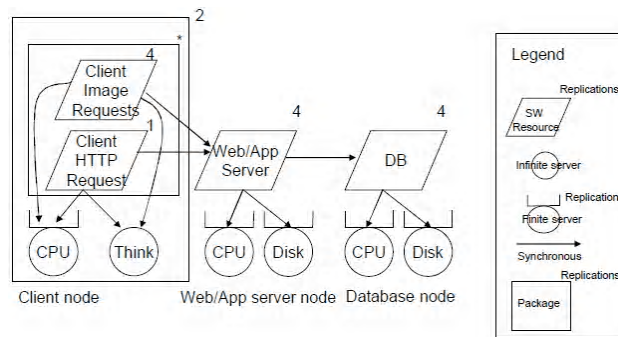 2
*
4
Client
Image
Requests
1
Client
HTTP
Request
4
Web/App
Server
4
DB
CPU
Think
CPU
Disk
CPU
Disk
Client node
Web/App server node
Database node
Legend
Replications
SW
Resource
Infinite server
Replication
Finite server
Synchronous
Replications
Package